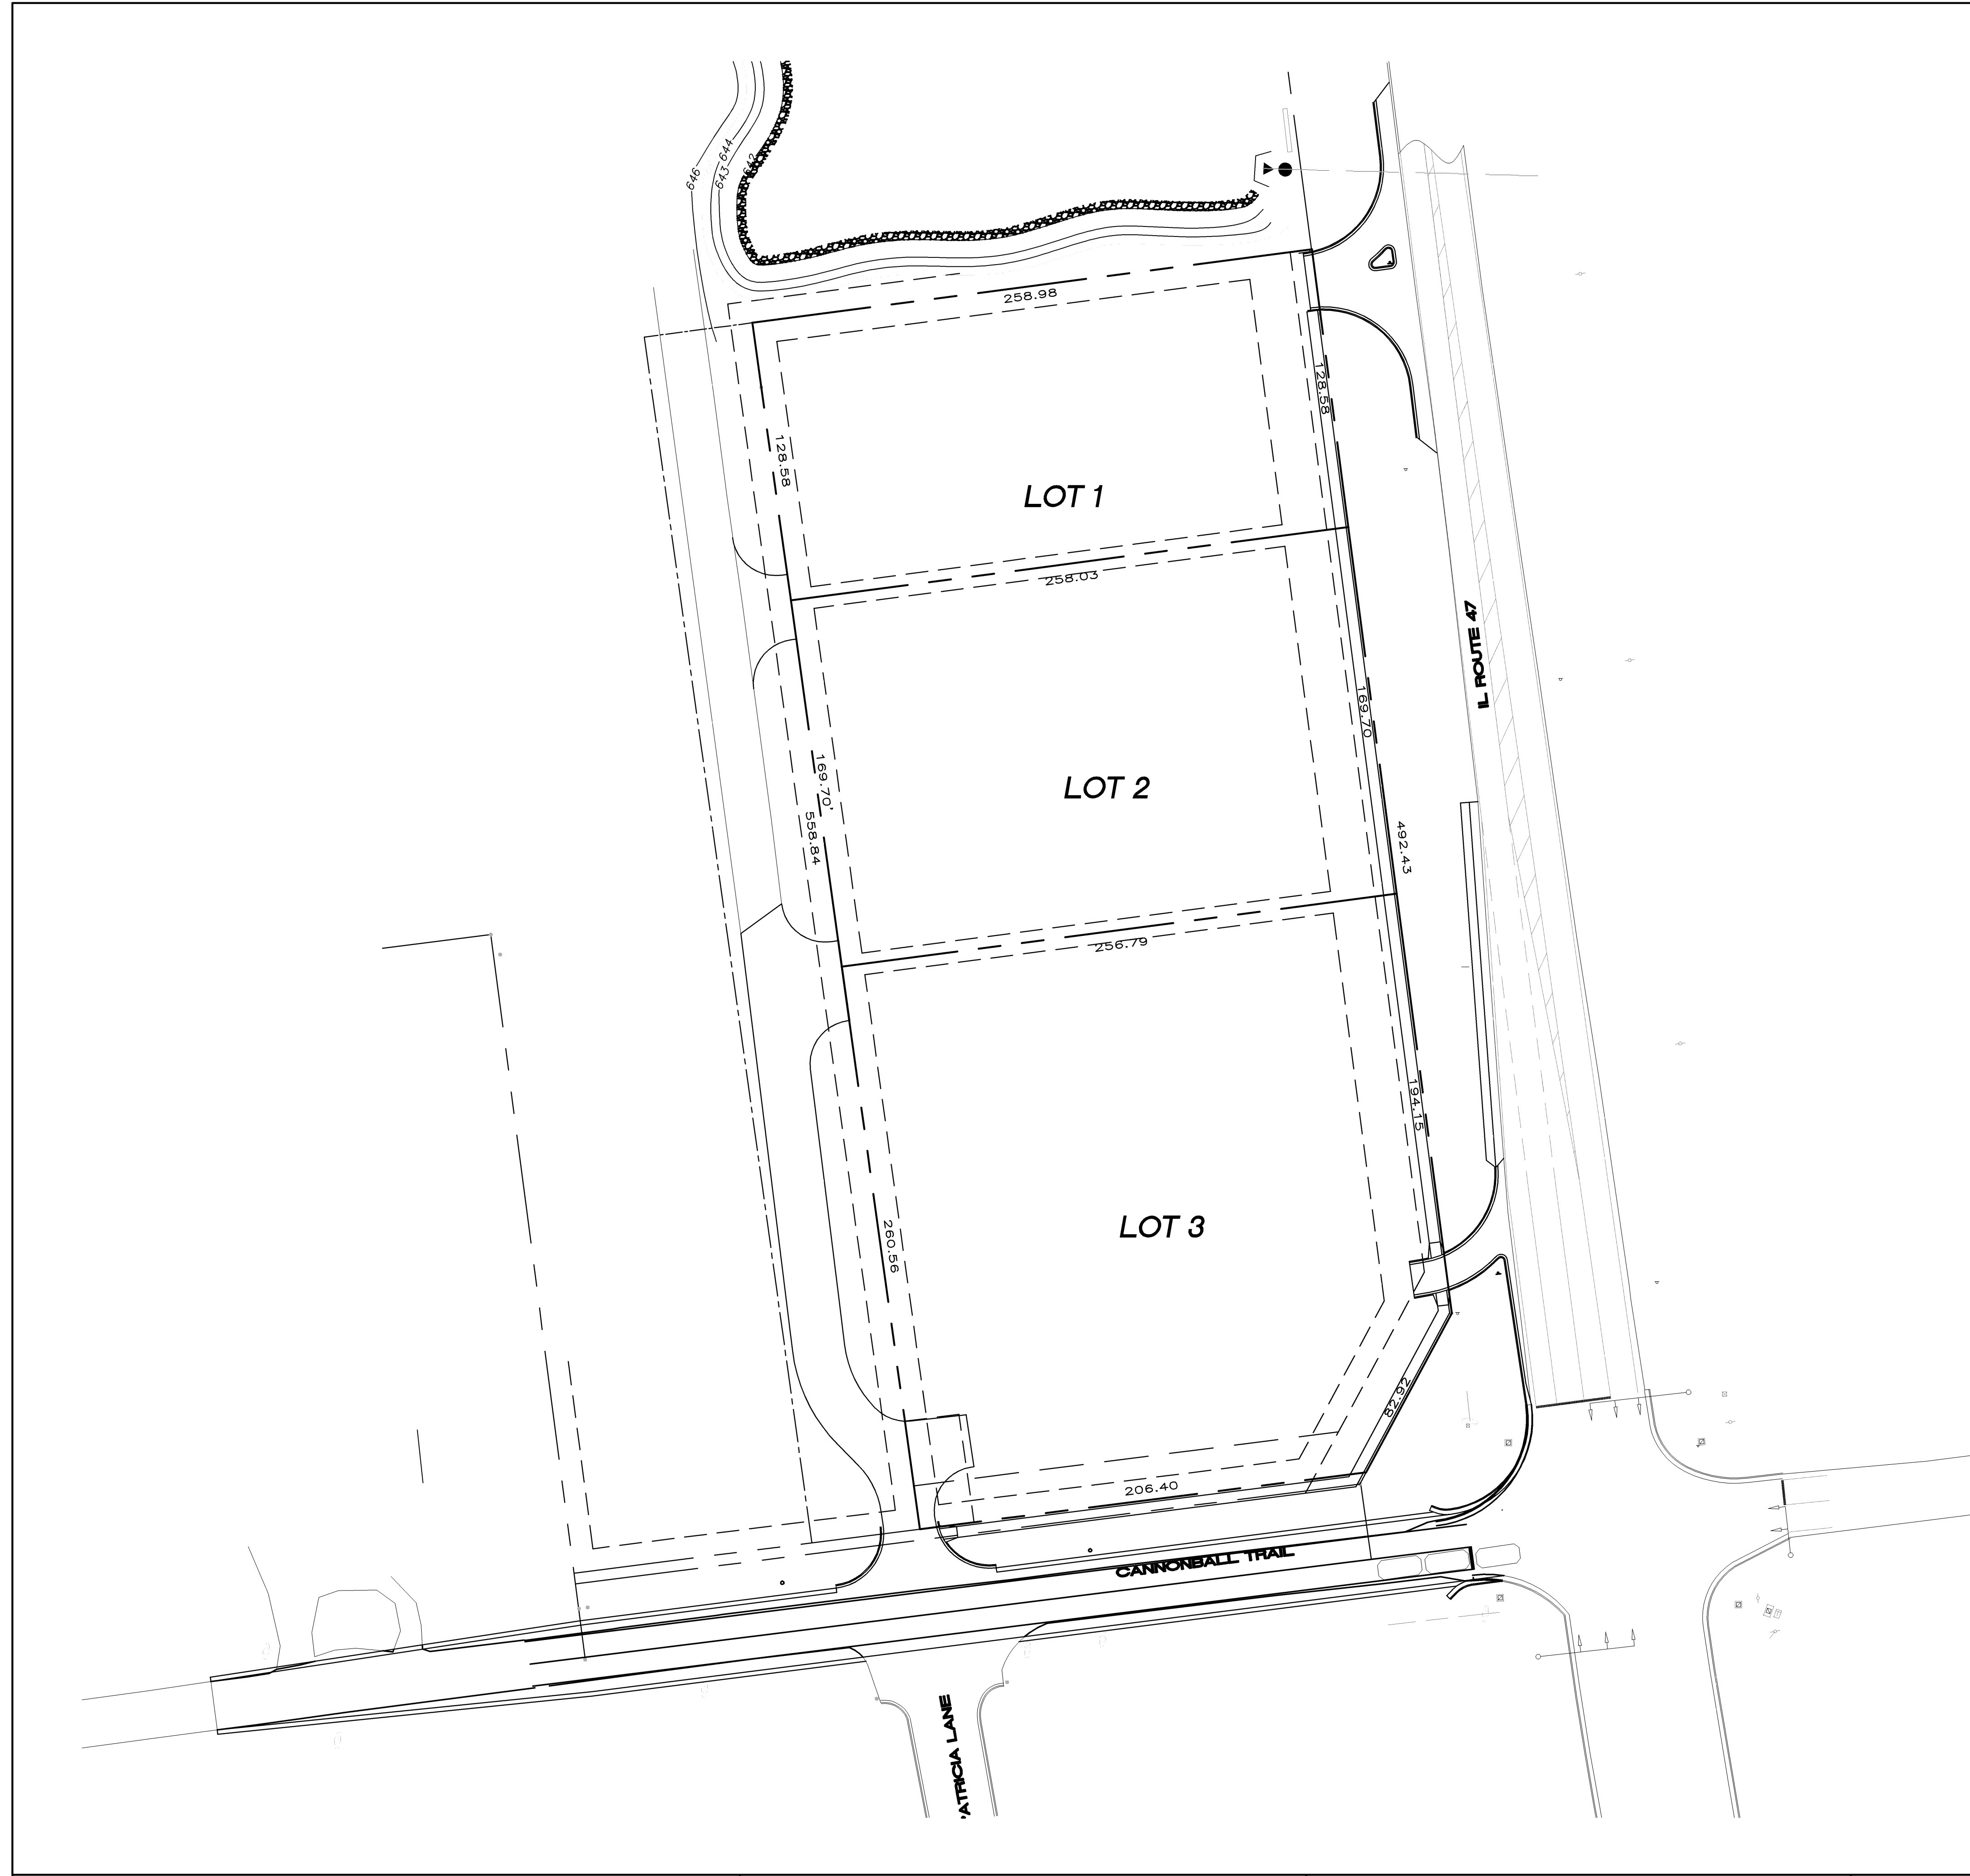 644
642
646
643
258.98
128.58
128.58
LOT 1
258.03
IL ROUTE 47
169.70
169.70'
LOT 2
558.84
492.43
256.79
194.15
LOT 3
260.56
82.92
206.40
CANNONBALL TRAIL
ATRICIA LANE